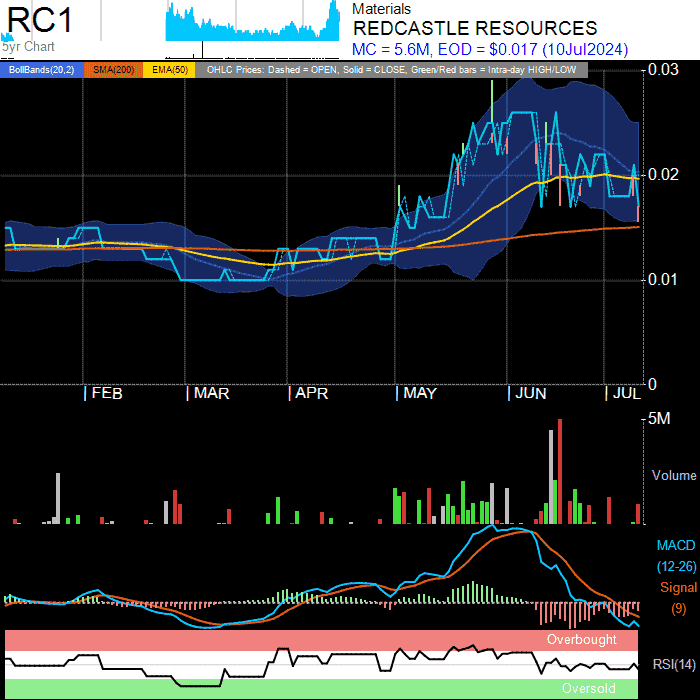 RC1
5yr Chart
Materials
REDCASTLE RESOURCES
MC = 5.6M, EOD = $0.017 (10Jul2024)
BollBands(20,2) SMA(200) EMA(50) OHLC Prices: Dashed = OPEN, Solid = CLOSE, Green/Red bars = Intra-day HIGH/LOW
0.03
0.02
0.01
0
FEB MAR APR MAY JUN JUL
5M
Volume
MACD
(12-26)
Signal
(9)
Overbought
RSI(14)
Oversold